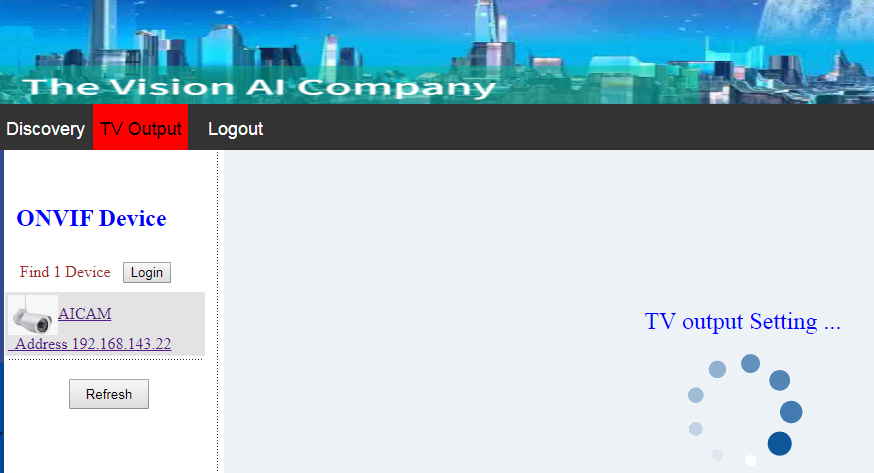 The Vision AI Company
Discovery TV Output Logout
ONVIF Device
Find 1 Device Login
AICAM
Address 192.168.143.22
Refresh
TV output Setting ...